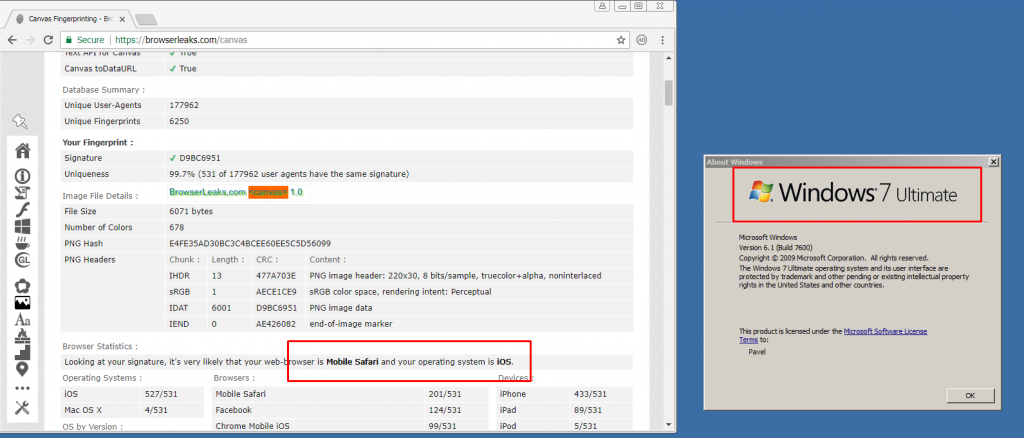 Canvas Fingerprinting - Bro
Secure https://browserleaks.com/canvas
Text API for Canvas ✓ True
Canvas toDataURL ✓ True
Database Summary :
Unique User-Agents 177962
Unique Fingerprints 6250
Your Fingerprint :
Signature ✓ D9BC6951
Uniqueness 99.7% (531 of 177962 user agents have the same signature)
Image File Details : BrowserLeaks.com <canvas> 1.0
File Size 6071 bytes
Number of Colors 678
PNG Hash E4FE35AD30BC3C4BCEE60EE5C5D56099
PNG Headers Chunk : Length : CRC : Content :
IHDR 13 477A703E PNG image header: 220x30, 8 bits/sample, truecolor+alpha, noninterlaced
sRGB 1 AECE1CE9 sRGB color space, rendering intent: Perceptual
IDAT 6001 D9BC6951 PNG image data
IEND 0 AE426082 end-of-image marker
Browser Statistics :
Looking at your signature, it's very likely that your web-browser is Mobile Safari and your operating system is iOS.
Operating Systems : Browsers : Devices :
iOS 527/531 Mobile Safari 201/531 iPhone 433/531
Mac OS X 4/531 Facebook 124/531 iPad 89/531
OS by Version : Chrome Mobile iOS 99/531 iPod 5/531
GL
Aa
About Windows
Windows 7 Ultimate
Microsoft Windows
Version 6.1 (Build 7600)
Copyright © 2009 Microsoft Corporation. All rights reserved.
The Windows 7 Ultimate operating system and its user interface are
protected by trademark and other pending or existing intellectual property
rights in the United States and other countries.
This product is licensed under the Microsoft Software License
Terms to:
Pavel
OK